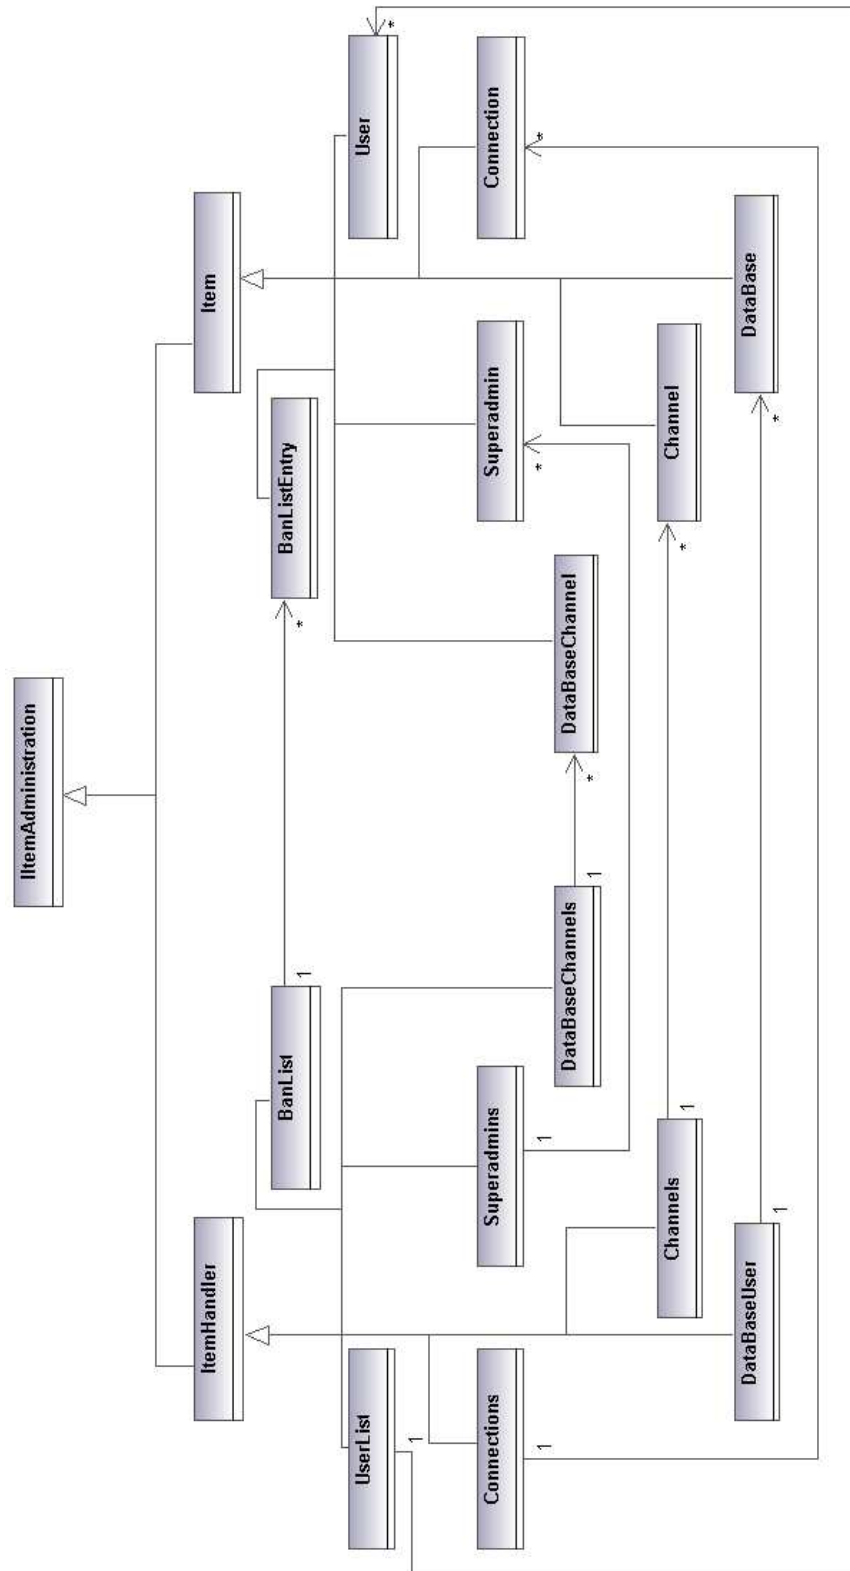 IItemAdministration
ItemHandler
Item
BanList
BanListEntry
1
*
UserList
User
*
1
Connections
Superadmins
Superadmin
Connection
1
1
*
*
DataBaseChannels
DataBaseChannel
1
*
Channels
Channel
1
*
DataBaseUser
DataBase
1
*